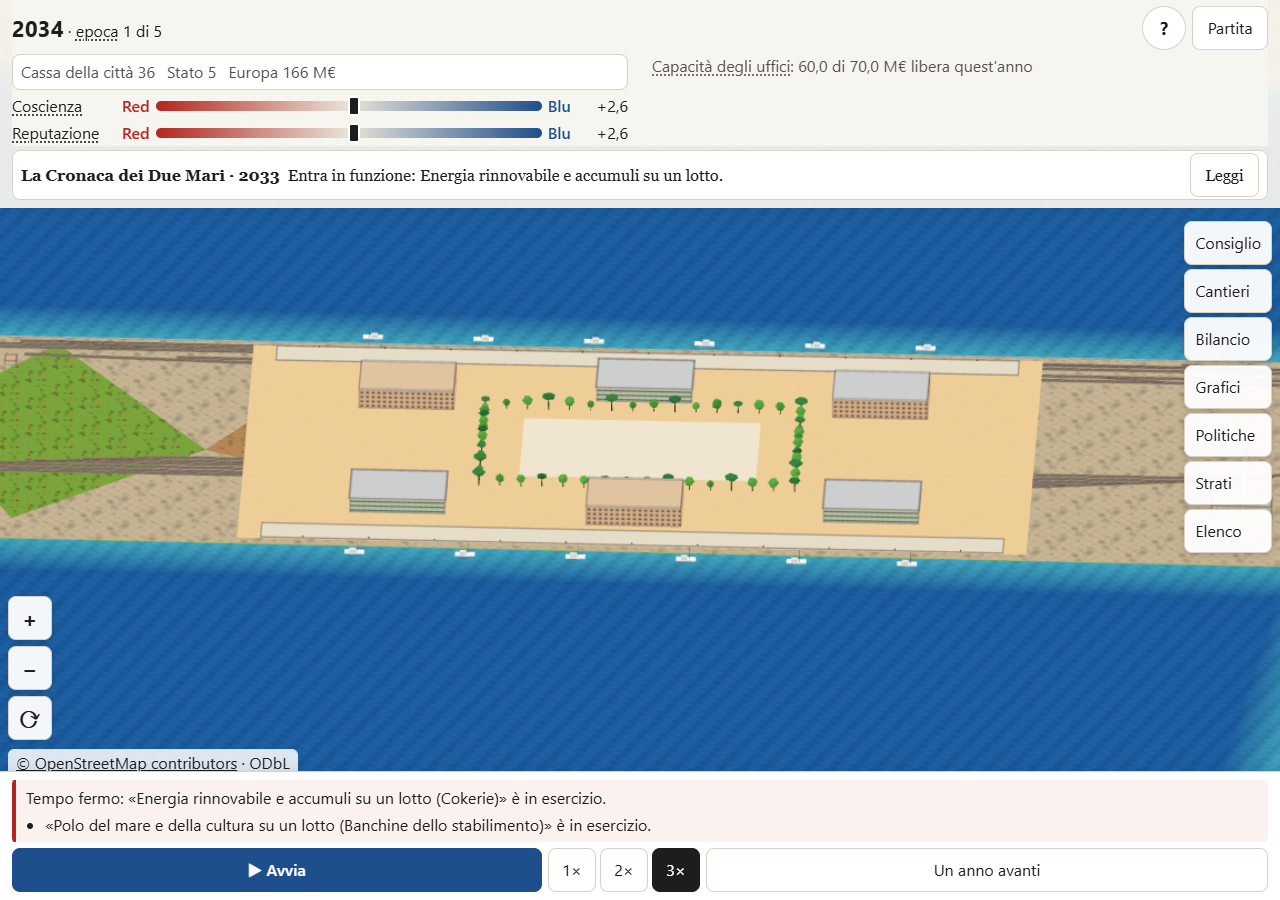 2034 · epoca 1 di 5
?
Partita
Cassa della città 36 Stato 5 Europa 166 M€
Capacità degli uffici: 60,0 di 70,0 M€ libera quest'anno
Coscienza Red Blu +2,6
Reputazione Red Blu +2,6
La Cronaca dei Due Mari · 2033 Entra in funzione: Energia rinnovabile e accumuli su un lotto.
Leggi
Consiglio
Cantieri
Bilancio
Grafici
Politiche
Strati
Elenco
+
−
© OpenStreetMap contributors · ODbL
Tempo fermo: «Energia rinnovabile e accumuli su un lotto (Cokerie)» è in esercizio.
• «Polo del mare e della cultura su un lotto (Banchine dello stabilimento)» è in esercizio.
▶ Avvia
1×
2×
3×
Un anno avanti